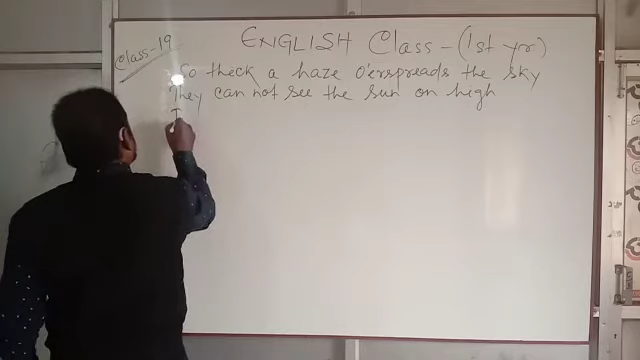 Class-19
ENGLISH Class - (1st yr)
So theck a haze O'erspreads the sky
They can not see the sun on high
T